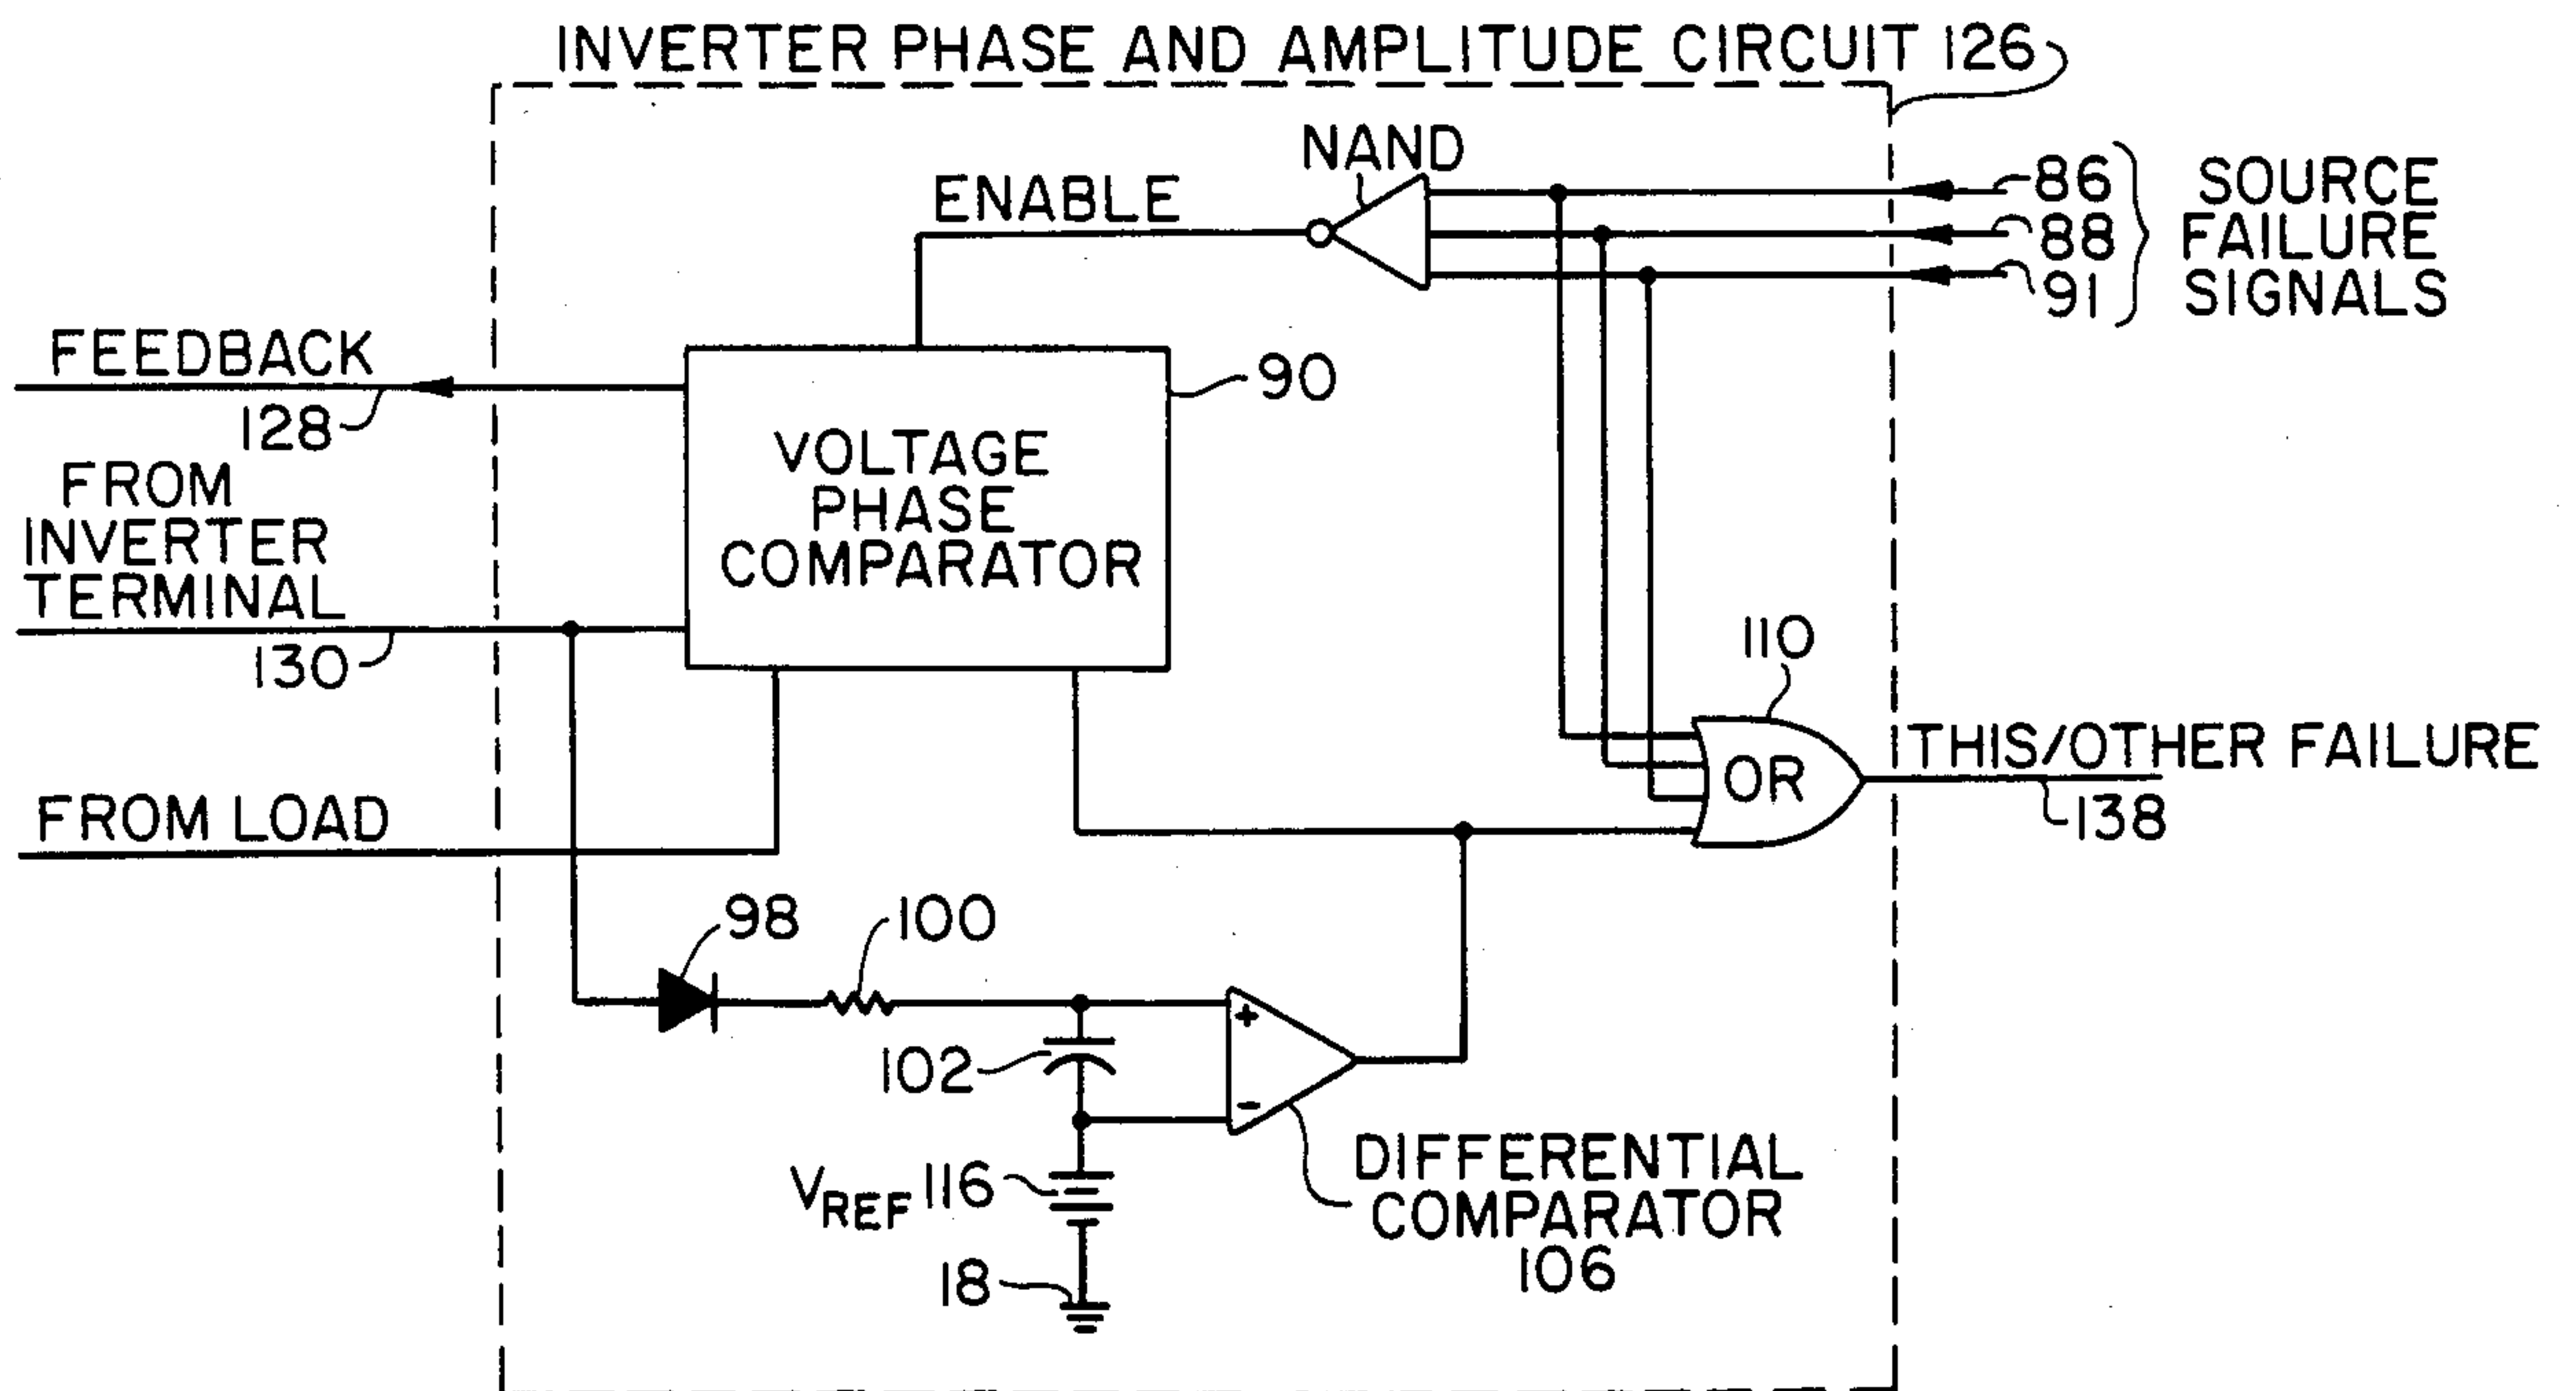 INVERTER PHASE AND AMPLITUDE CIRCUIT 126
NAND
ENABLE
86
88
91
SOURCE
FAILURE
SIGNALS
FEEDBACK
128
90
VOLTAGE
PHASE
COMPARATOR
FROM
INVERTER
TERMINAL
130
110
OR
THIS/OTHER FAILURE
138
FROM LOAD
98
100
102
+
-
VREF 116
18
DIFFERENTIAL
COMPARATOR
106